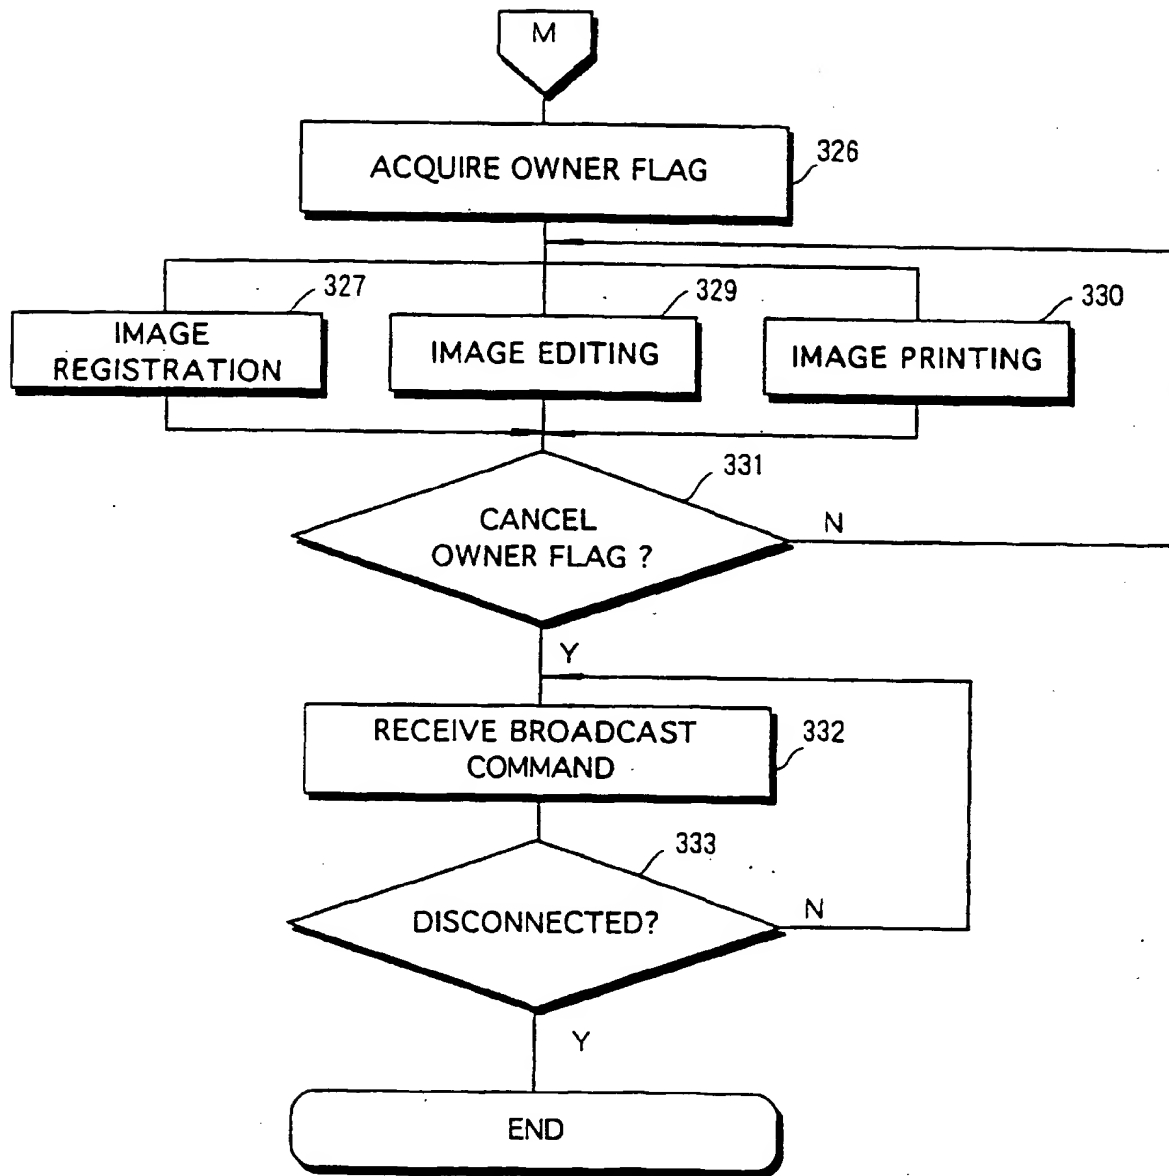 M
ACQUIRE OWNER FLAG
326
327
329
330
IMAGE
REGISTRATION
IMAGE EDITING
IMAGE PRINTING
331
CANCEL
OWNER FLAG ?
N
Y
RECEIVE BROADCAST
COMMAND
332
333
DISCONNECTED?
N
Y
END